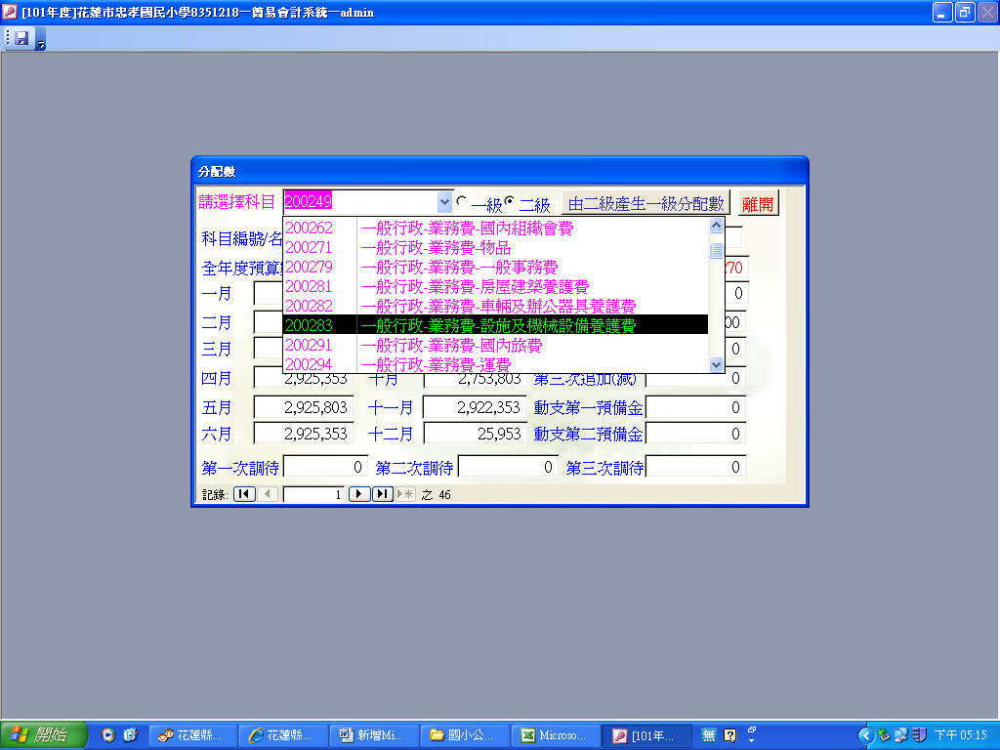 [101年度]花蓮市忠孝國民小學8351218—簡易會計系統—admin
分配數
請選擇科目 200249 一級 二級 由二級產生一級分配數 離開
200262 一般行政-業務費-國內組織會費
科目編號/名
200271 一般行政-業務費-物品
全年度預算 200279 一般行政-業務費-一般事務費 70
一月 200281 一般行政-業務費-房屋建築養護費 0
200282 一般行政-業務費-車輛及辦公器具養護費
二月 200283 一般行政-業務費-設施及機械設備養護費 00
三月 200291 一般行政-業務費-國內旅費 0
200294 一般行政-業務費-運費
四月 2,925,353 十月 2,753,803 第三次追加(減) 0
五月 2,925,803 十一月 2,922,353 動支第一預備金 0
六月 2,925,353 十二月 25,953 動支第二預備金 0
第一次調待 0 第二次調待 0 第三次調待 0
記錄: 1 之 46
開始 花蓮縣... 花蓮縣... 新增Mi... 國小公... Microso... [101年... 無 下午 05:15